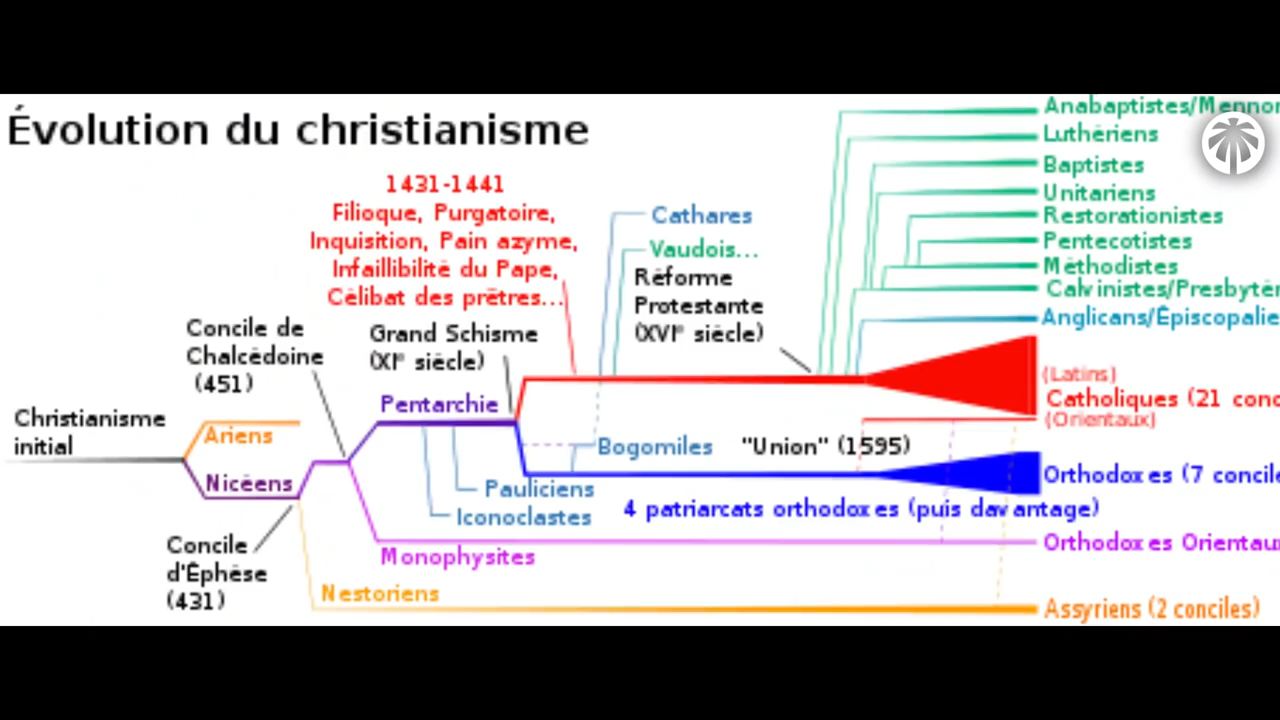 Évolution du christianisme
1431-1441
Filioque, Purgatoire,
Inquisition, Pain azyme,
Infaillibilité du Pape,
Célibat des prêtres...
Cathares
Vaudois...
Réforme
Protestante
(XVIᵉ siècle)
Grand Schisme
(XIᵉ siècle)
Concile de
Chalcédoine
(451)
Christianisme
initial
Ariens
Nicéens
Concile
d'Éphèse
(431)
Pentarchie
Bogomiles
"Union" (1595)
Pauliciens
Iconoclastes
4 patriarcats orthodoxes (puis davantage)
Monophysites
Nestoriens
Anabaptistes/Mennon
Luthériens
Baptistes
Unitariens
Restorationistes
Pentecotistes
Méthodistes
Calvinistes/Presbytér
Anglicans/Épiscopalie
(Latins)
Catholiques (21 conc
(Orientaux)
Orthodoxes (7 concile
Orthodoxes Orientaux
Assyriens (2 conciles)